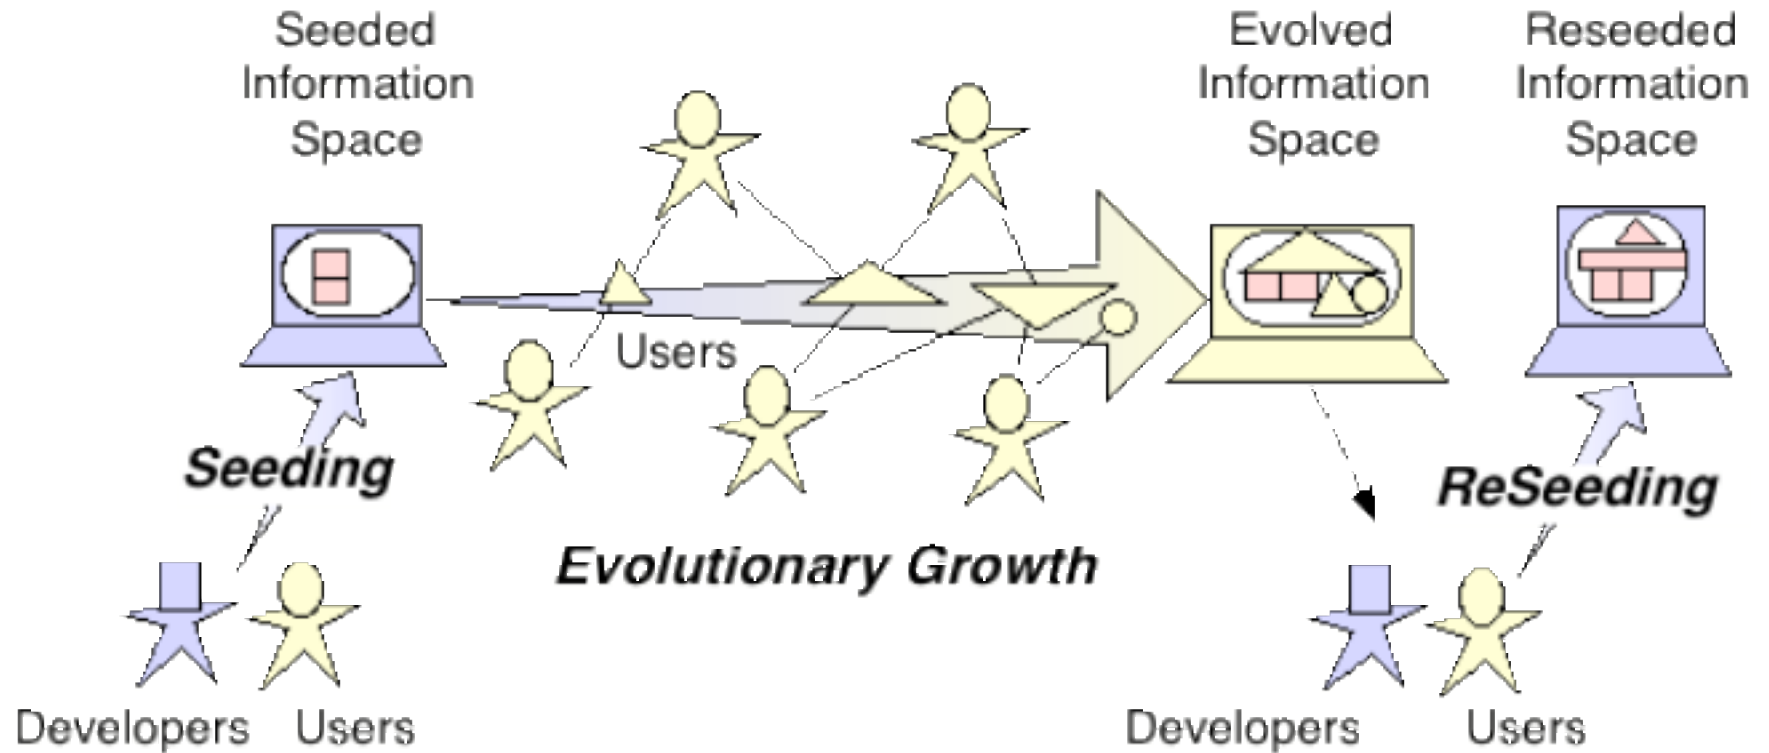 Seeded
Information
Space
Evolved
Information
Space
Reseeded
Information
Space
Users
Seeding
ReSeeding
Evolutionary Growth
Developers
Users
Developers
Users